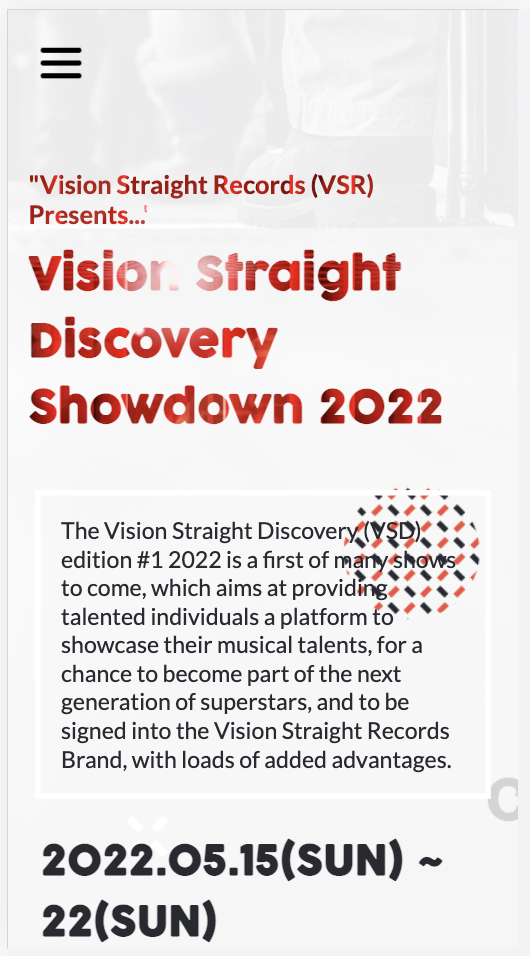 "Vision Straight Records (VSR)
Presents...'
Vision Straight
Discovery
Showdown 2022
The Vision Straight Discovery (VSD)
edition #1 2022 is a first of many shows
to come, which aims at providing
talented individuals a platform to
showcase their musical talents, for a
chance to become part of the next
generation of superstars, and to be
signed into the Vision Straight Records
Brand, with loads of added advantages.
2022.05.15(SUN) ~
22(SUN)